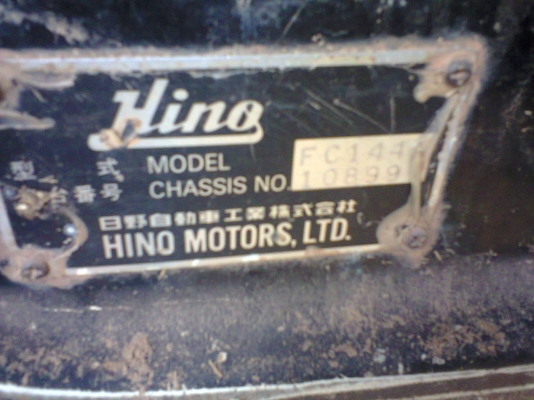 Hino
型 式 MODEL FC144A
台番号 CHASSIS NO. 10899
日野自動車工業株式会社
HINO MOTORS, LTD.